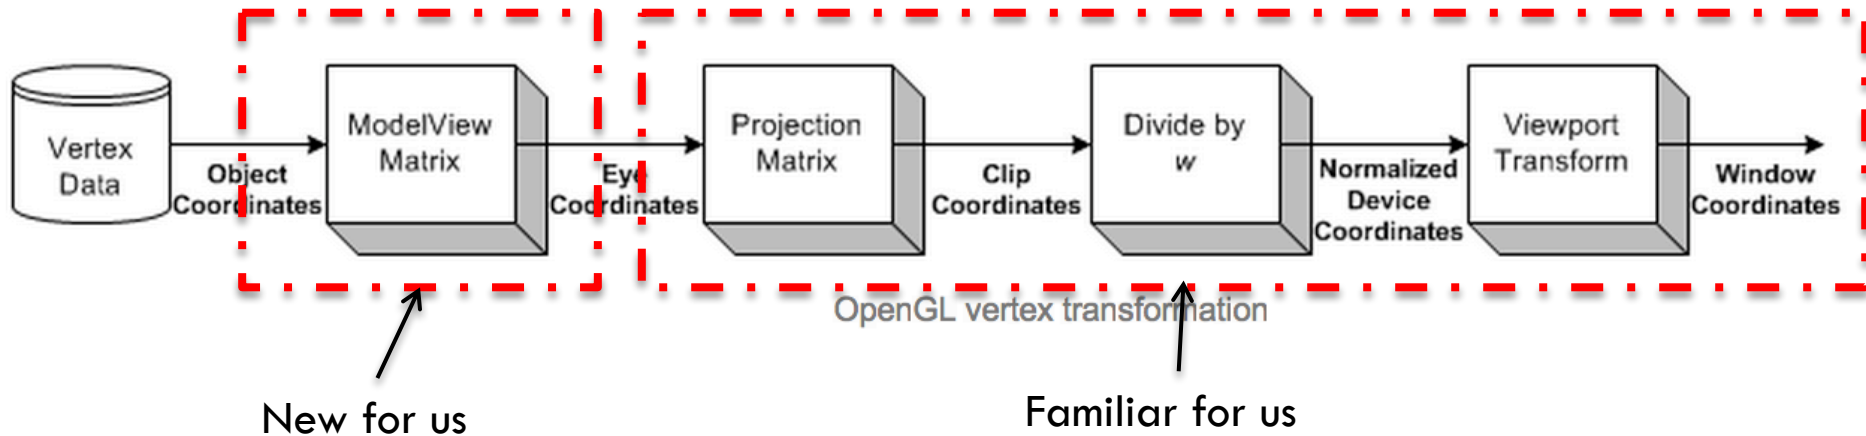 Vertex
Data
Object
Coordinates
ModelView
Matrix
Eye
Coordinates
Projection
Matrix
Clip
Coordinates
Divide by
w
Normalized
Device
Coordinates
Viewport
Transform
Window
Coordinates
OpenGL vertex transformation
New for us
Familiar for us